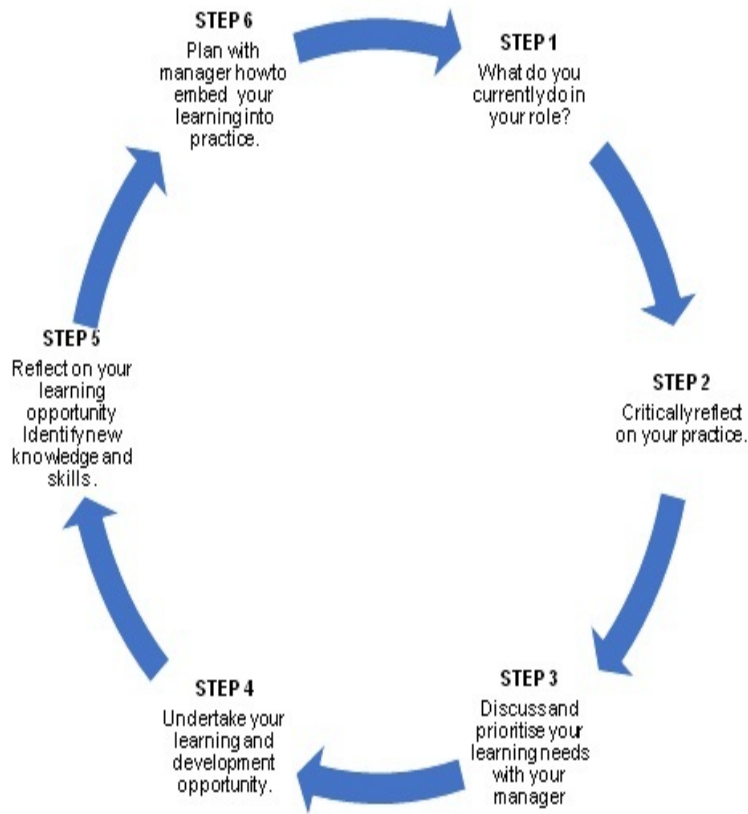 STEP 1
What do you
currently do in
your role?
STEP 2
Critically reflect
on your practice.
STEP 3
Discuss and
prioritise your
learning needs
with your
manager
STEP 4
Undertake your
learning and
development
opportunity.
STEP 5
Reflect on your
learning
opportunity
Identify new
knowledge and
skills .
STEP 6
Plan with
manager how to
embed your
learning into
practice.